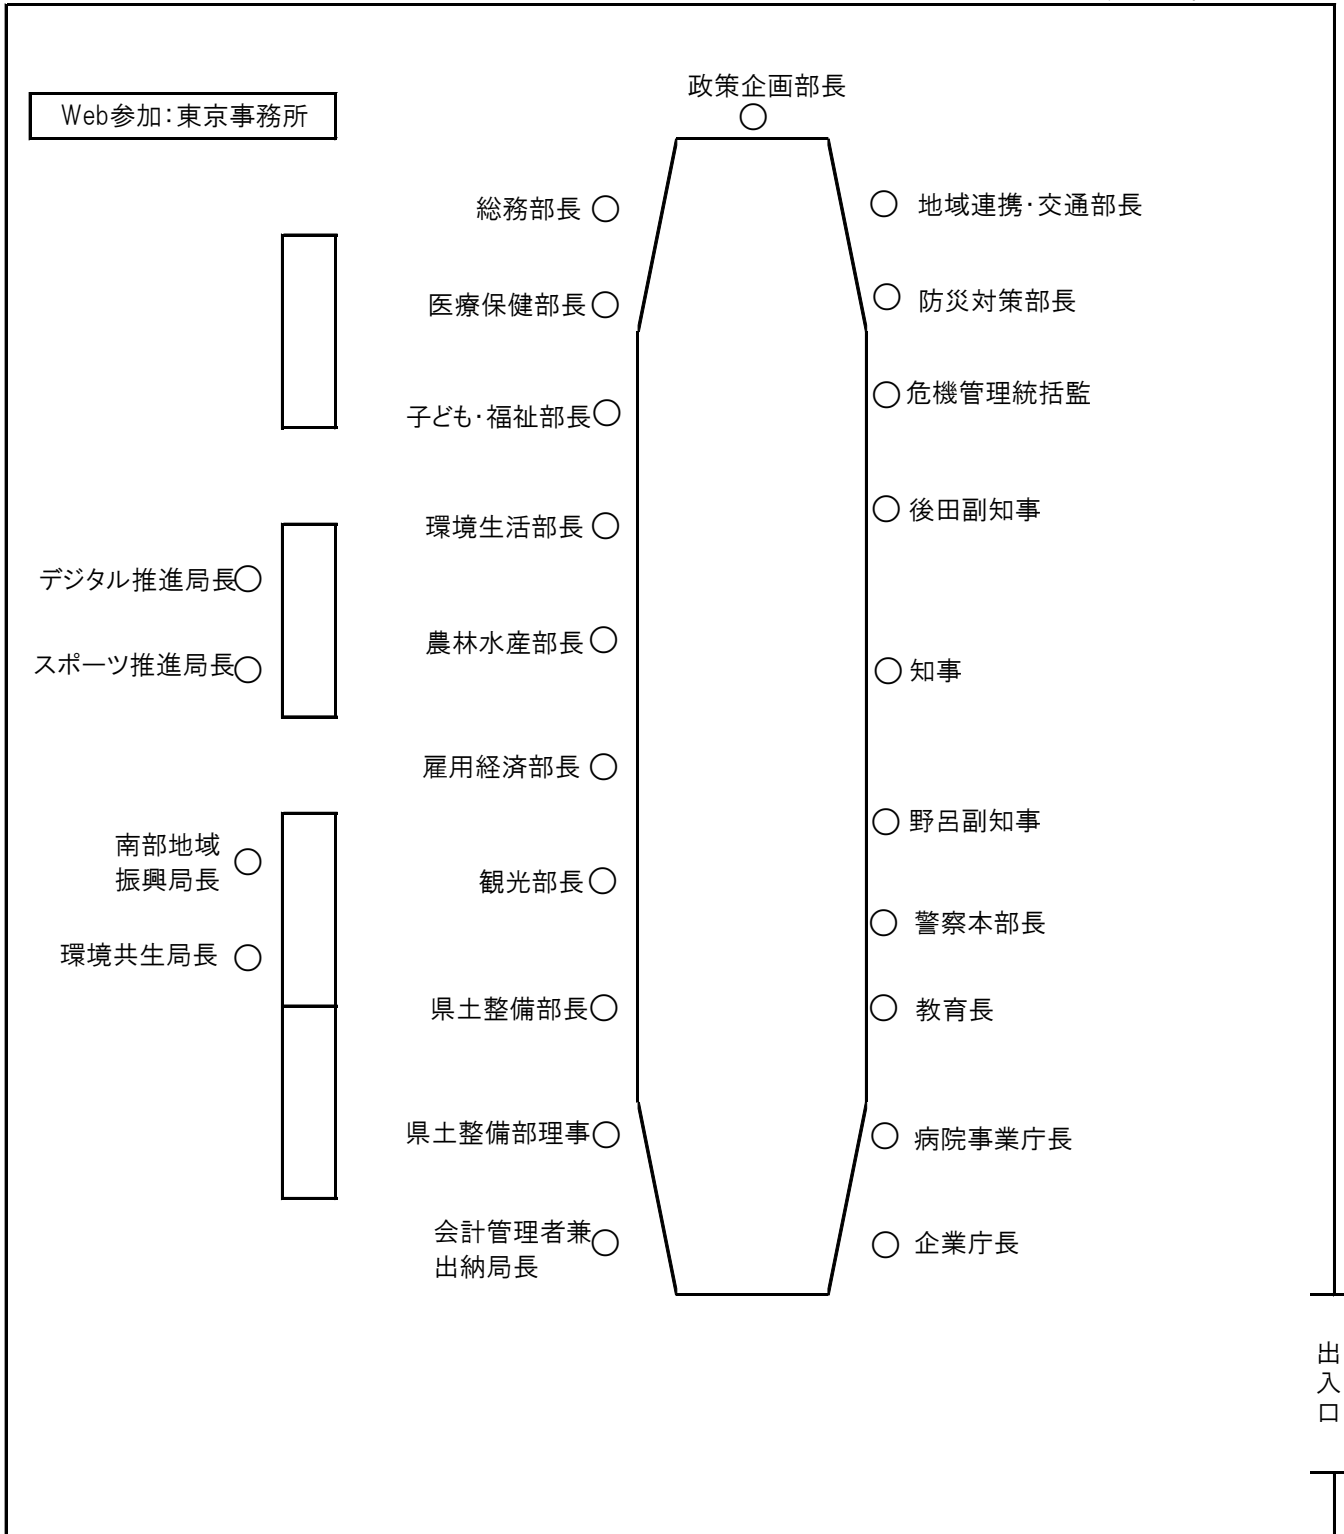 政策企画部長
Web参加：東京事務所
総務部長
地域連携・交通部長
医療保健部長
防災対策部長
子ども・福祉部長
危機管理統括監
環境生活部長
後田副知事
デジタル推進局長
農林水産部長
スポーツ推進局長
知事
雇用経済部長
野呂副知事
南部地域
振興局長
観光部長
警察本部長
環境共生局長
県土整備部長
教育長
県土整備部理事
病院事業庁長
会計管理者兼
出納局長
企業庁長
出入口